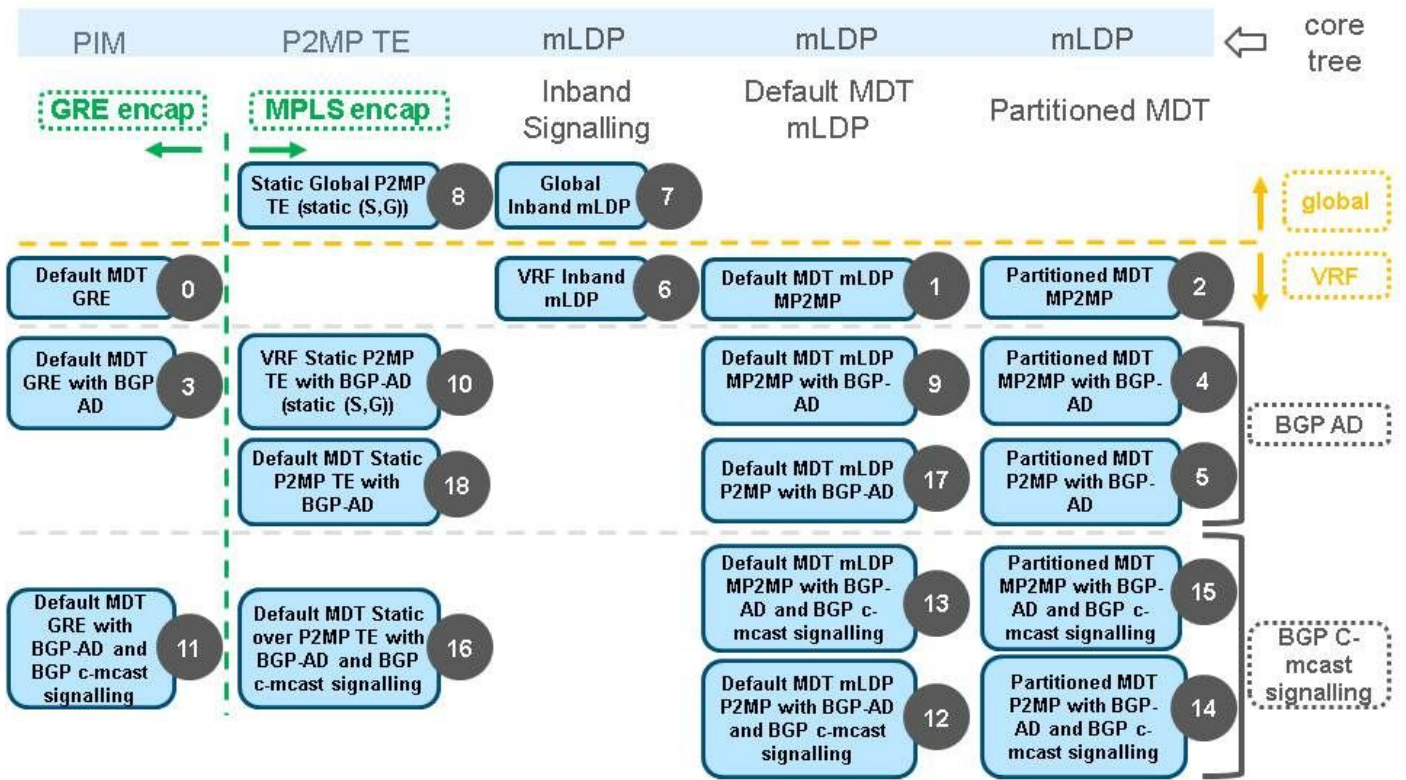 PIM
P2MP TE
mLDP
mLDP
mLDP
core
tree
GRE encap
MPLS encap
Inband
Signalling
Default MDT
mLDP
Partitioned MDT
Static Global P2MP
TE (static (S,G))
8
Global
Inband mLDP
7
global
Default MDT
GRE
0
VRF Inband
mLDP
6
Default MDT mLDP
MP2MP
1
Partitioned MDT
MP2MP
2
VRF
Default MDT
GRE with BGP
AD
3
VRF Static P2MP
TE with BGP-AD
(static (S,G))
10
Default MDT mLDP
MP2MP with BGP-
AD
9
Partitioned MDT
MP2MP with BGP-
AD
4
BGP AD
Default MDT Static
P2MP TE with
BGP-AD
18
Default MDT mLDP
P2MP with BGP-AD
17
Partitioned MDT
P2MP with BGP-
AD
5
Default MDT
GRE with
BGP-AD and
BGP c-mcast
signalling
11
Default MDT Static
over P2MP TE with
BGP-AD and BGP
c-mcast signalling
16
Default MDT mLDP
MP2MP with BGP-
AD and BGP c-
mcast signalling
13
Partitioned MDT
MP2MP with BGP-
AD and BGP c-
mcast signalling
15
BGP C-
mcast
signalling
Default MDT mLDP
P2MP with BGP-AD
and BGP c-mcast
signalling
12
Partitioned MDT
P2MP with BGP-
AD and BGP c-
mcast signalling
14